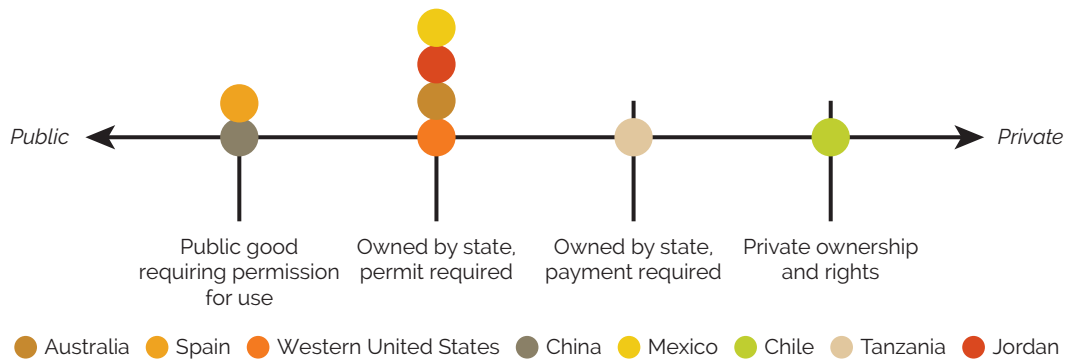 Public
Private
Public good
requiring permission
for use
Owned by state,
permit required
Owned by state,
payment required
Private ownership
and rights
Australia Spain Western United States China Mexico Chile Tanzania Jordan